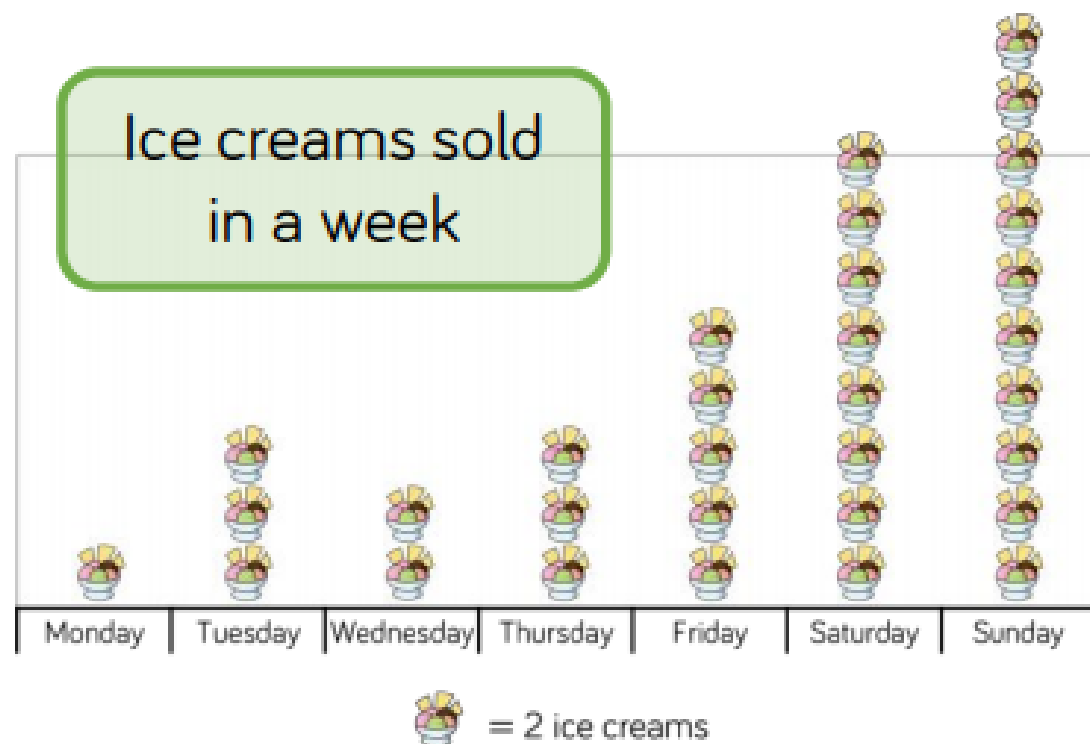 Ice creams sold
in a week
Monday Tuesday Wednesday Thursday Friday Saturday Sunday
= 2 ice creams